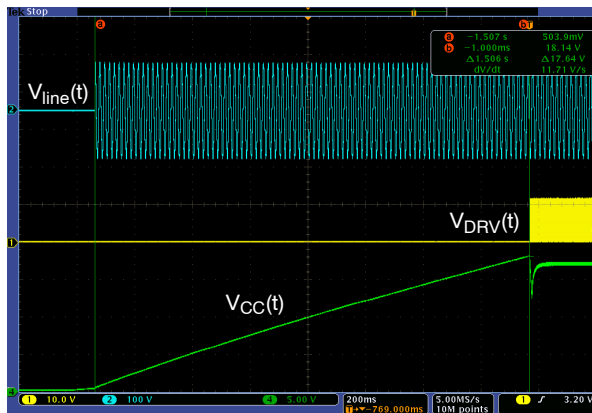 Tek Stop
a
b T
a -1.507 s 503.9mV
b -1.000ms 18.14 V
Δ1.506 s Δ17.64 V
dV/dt 11.71 V/s
Vline(t)
2
VDRV(t)
1
VCC(t)
4
1 10.0 V 2 100 V 4 5.00 V 200ms 5.00MS/s 1 3.20 V
T→▼-769.000ms 10M points